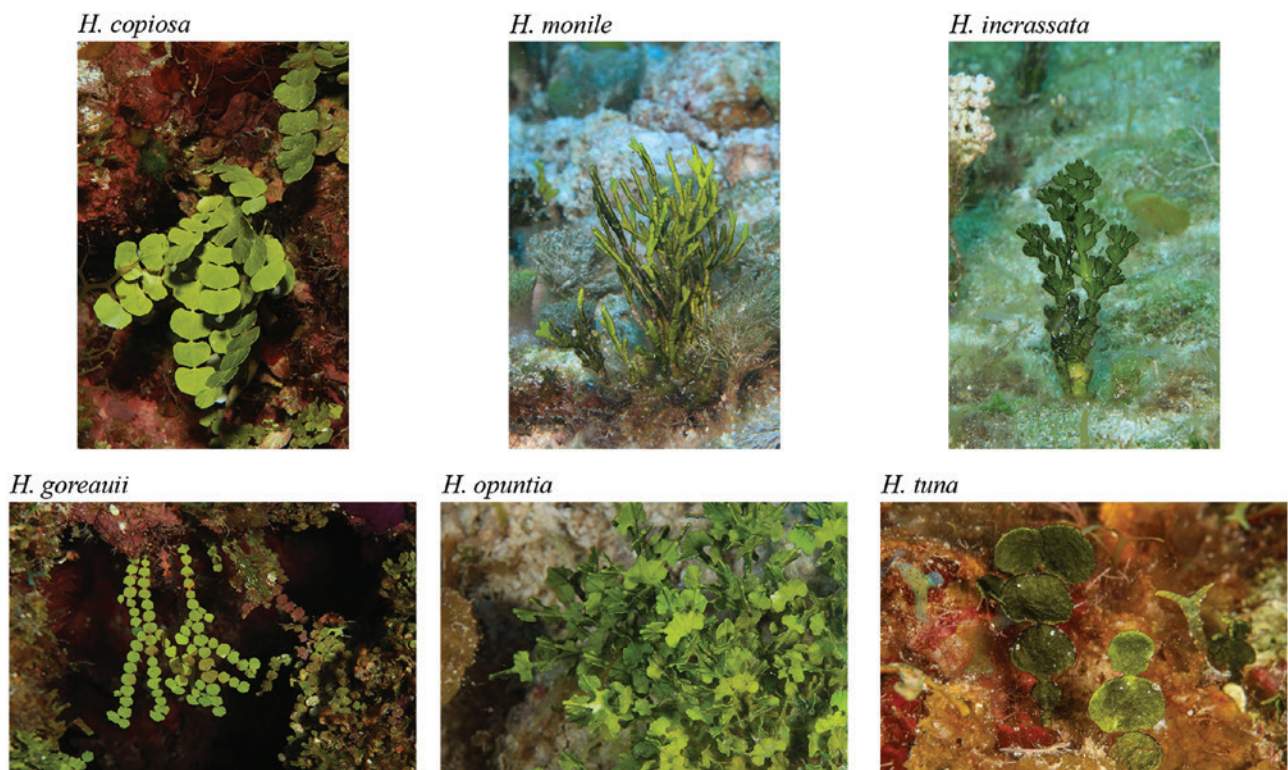 H. copiosa
H. monile
H. incrassata
H. goreauii
H. opuntia
H. tuna